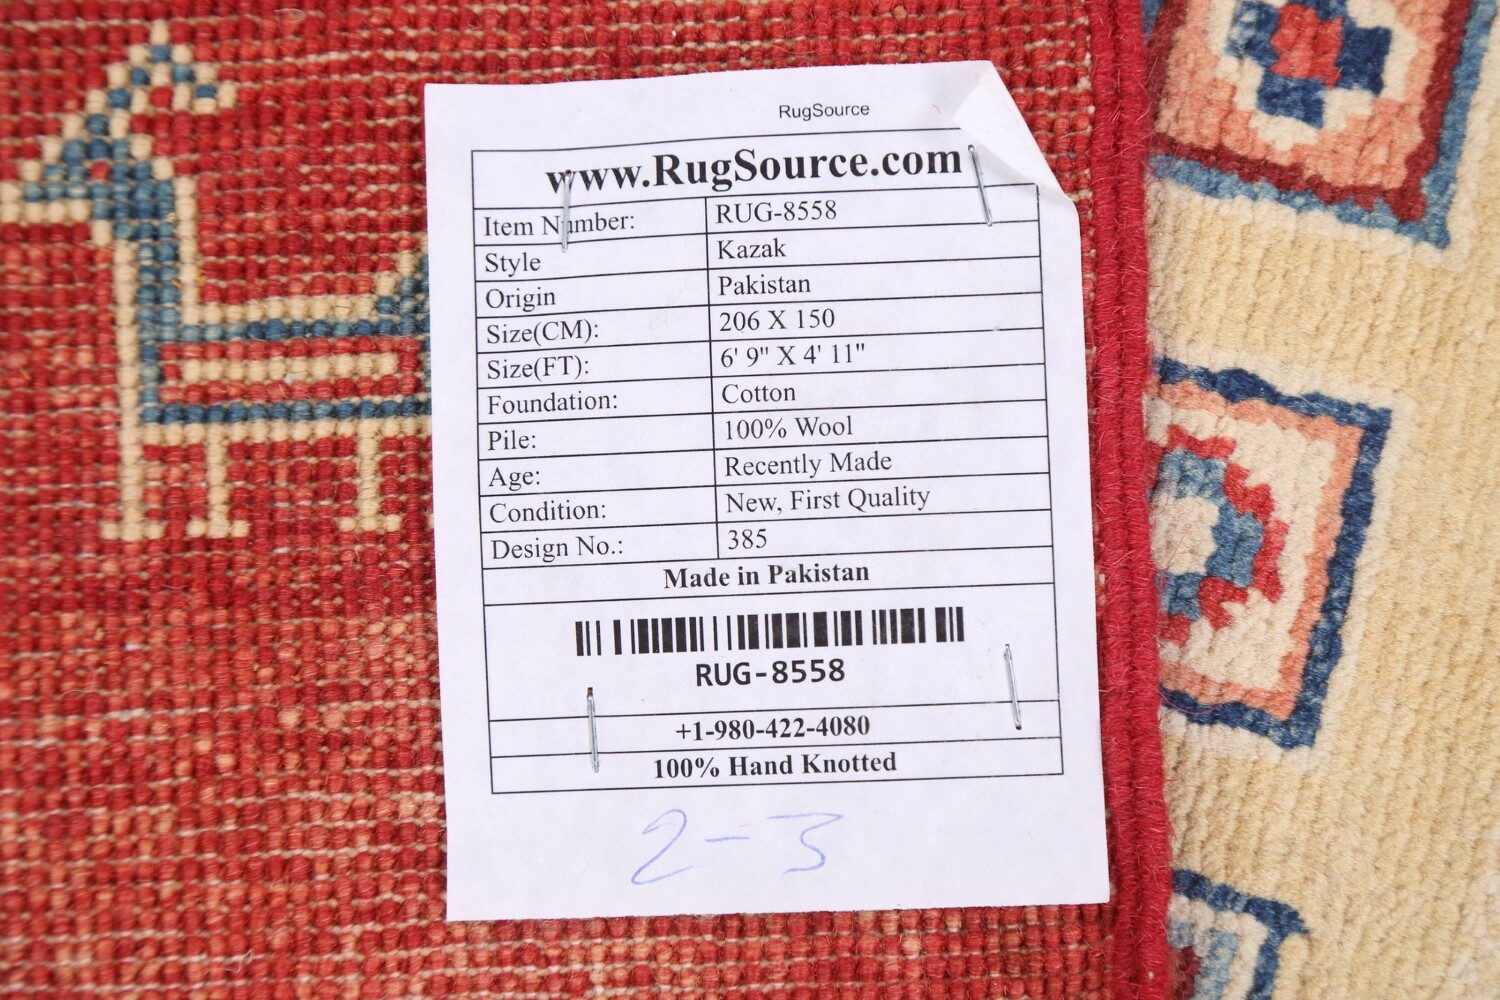 RugSource
www.RugSource.com
Item Number: RUG-8558
Style Kazak
Origin Pakistan
Size(CM): 206 X 150
Size(FT): 6' 9" X 4' 11"
Foundation: Cotton
Pile: 100% Wool
Age: Recently Made
Condition: New, First Quality
Design No.: 385
Made in Pakistan
RUG-8558
+1-980-422-4080
100% Hand Knotted
2-3